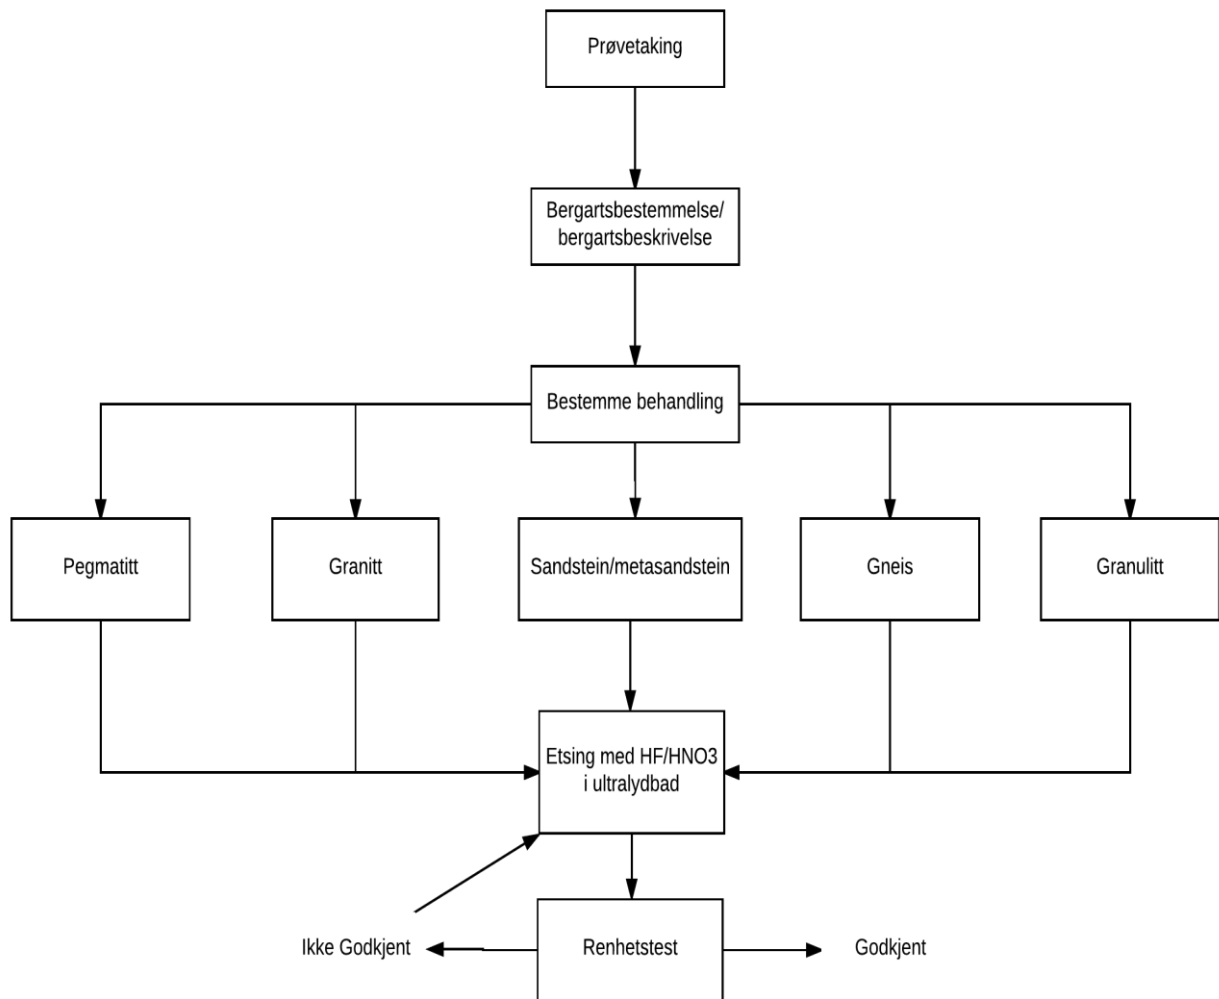 Prøvetaking
Bergartsbestemmelse/
bergartsbeskrivelse
Bestemme behandling
Pegmatitt
Granitt
Sandstein/metasandstein
Gneis
Granulitt
Etsing med HF/HNO3
i ultralydbad
Ikke Godkjent
Renhetstest
Godkjent